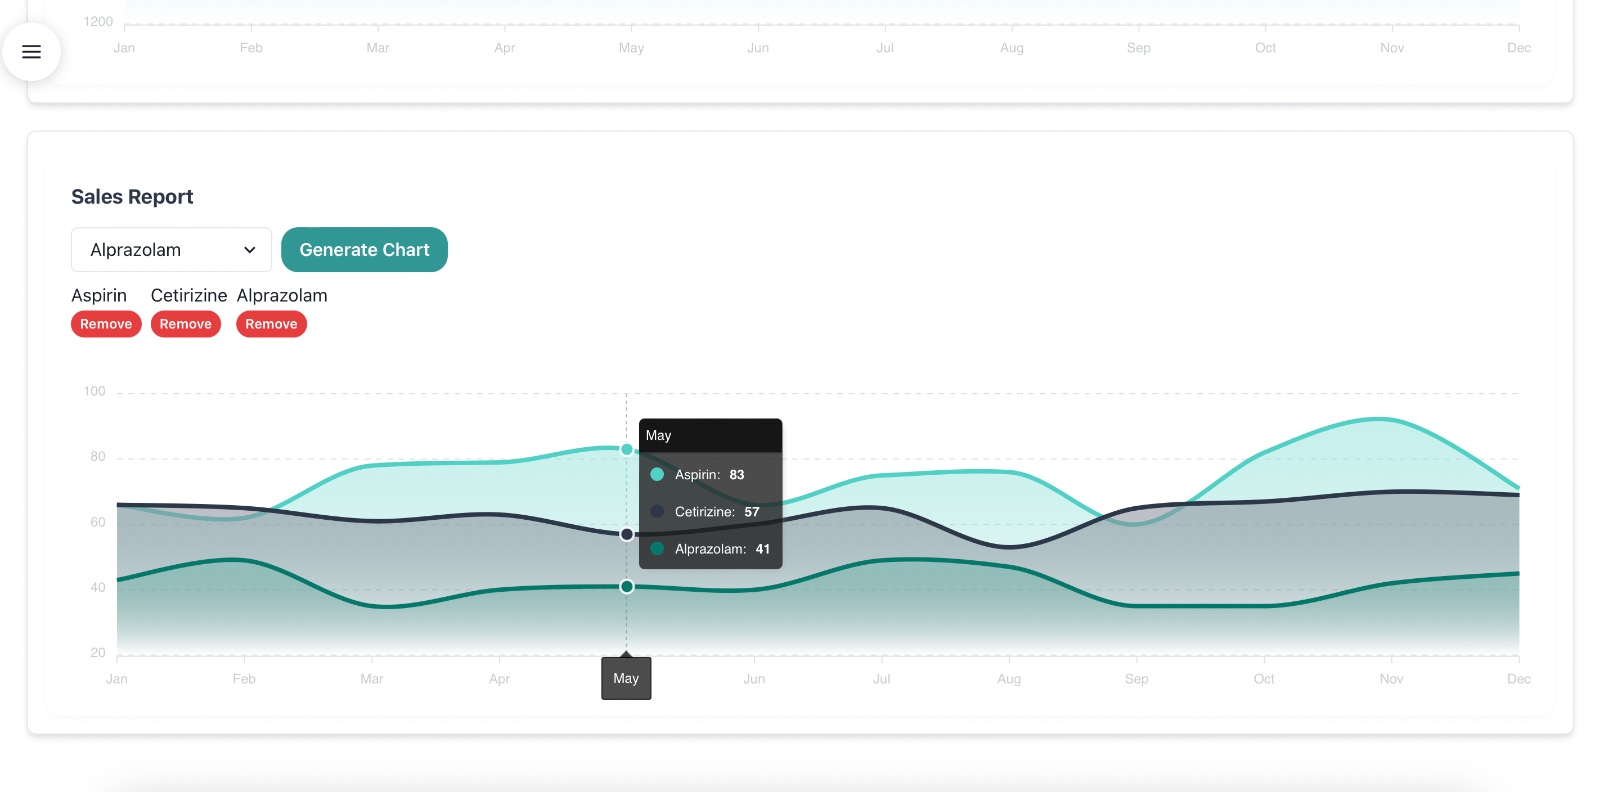 1200
Jan Feb Mar Apr May Jun Jul Aug Sep Oct Nov Dec
Sales Report
Alprazolam
Generate Chart
Aspirin Cetirizine Alprazolam
Remove Remove Remove
100
80
60
40
20
May
Aspirin: 83
Cetirizine: 57
Alprazolam: 41
Jan Feb Mar Apr May Jun Jul Aug Sep Oct Nov Dec